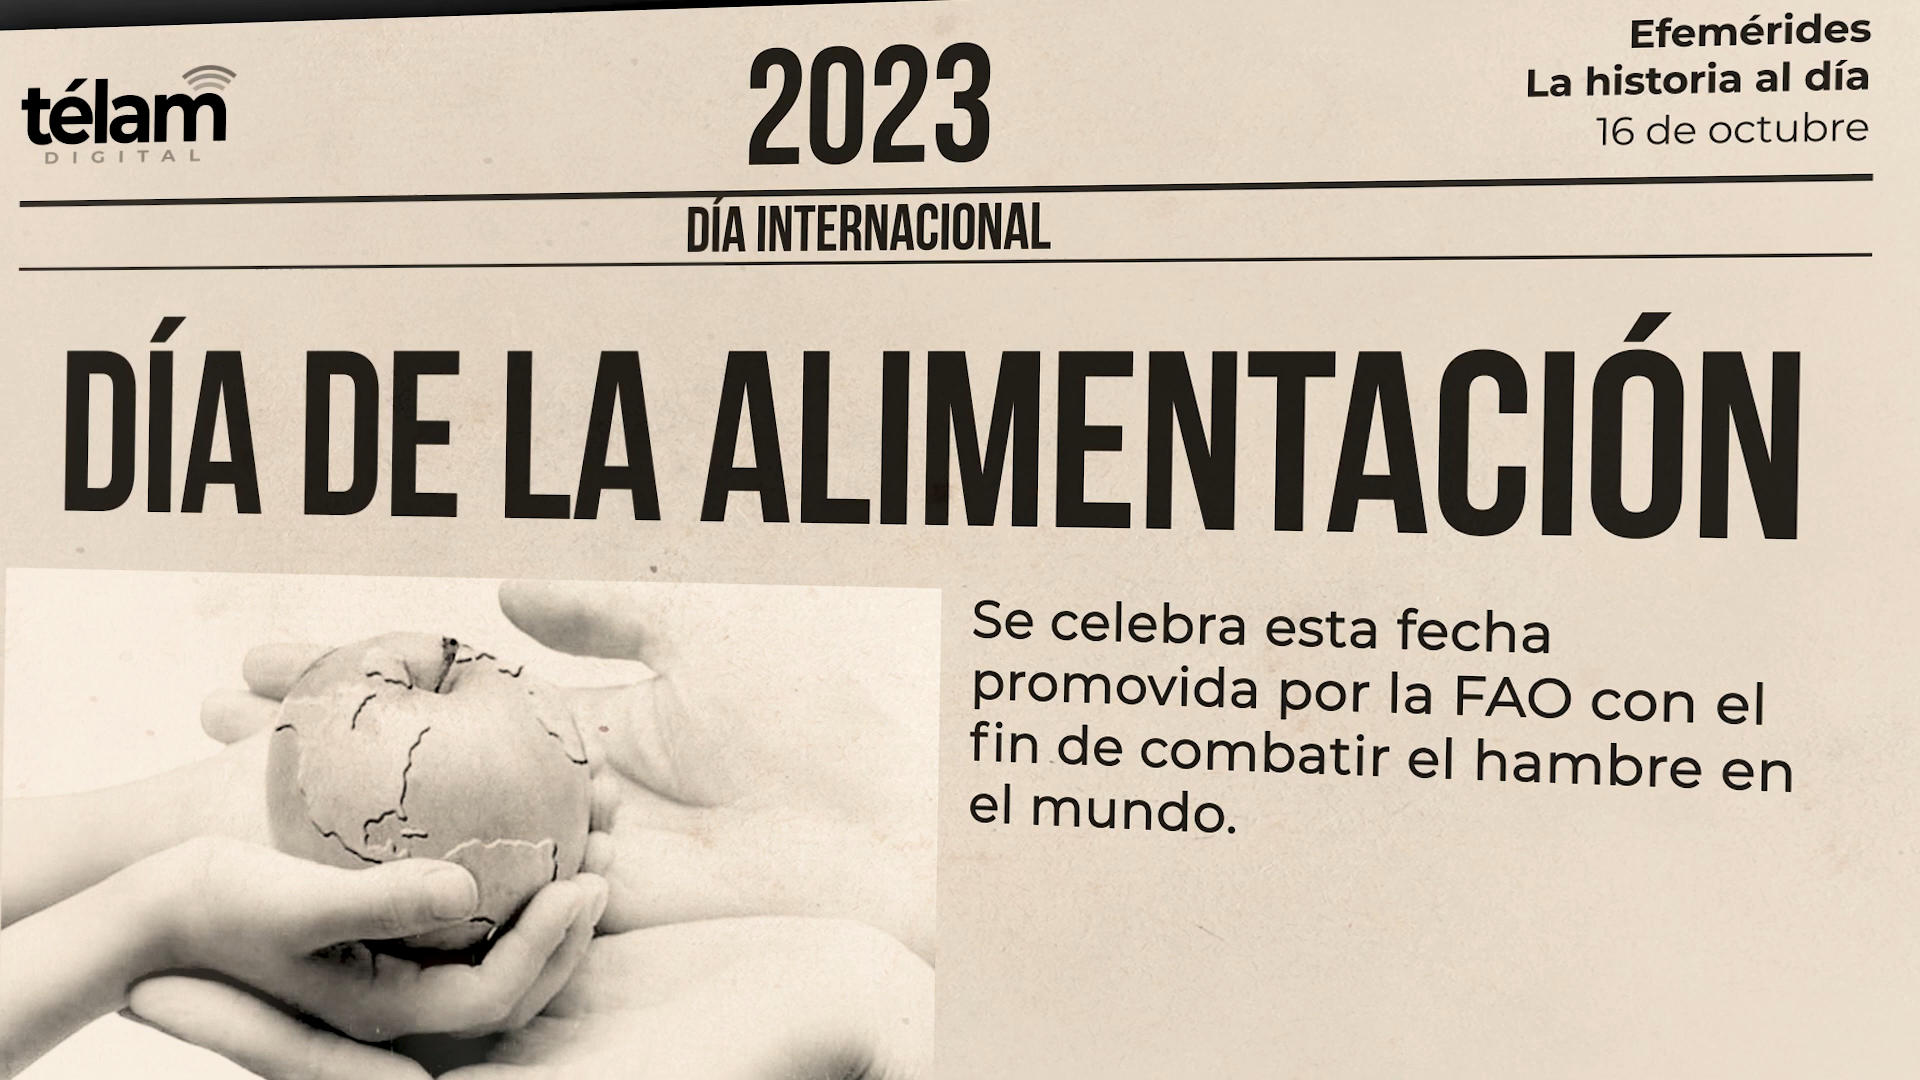 télam
DIGITAL
2023
Efemérides
La historia al día
16 de octubre
DÍA INTERNACIONAL
DÍA DE LA ALIMENTACIÓN
Se celebra esta fecha
promovida por la FAO con el
fin de combatir el hambre en
el mundo.